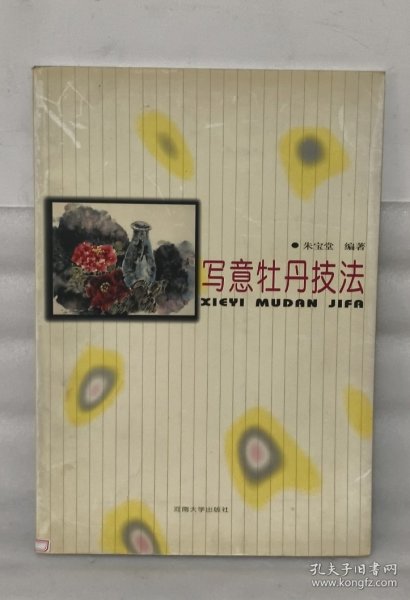 ●朱宝堂 编著
写意牡丹技法
XIEYI MUDAN JIFA
河南大学出版社
孔夫子旧书网
www.kongfz.com